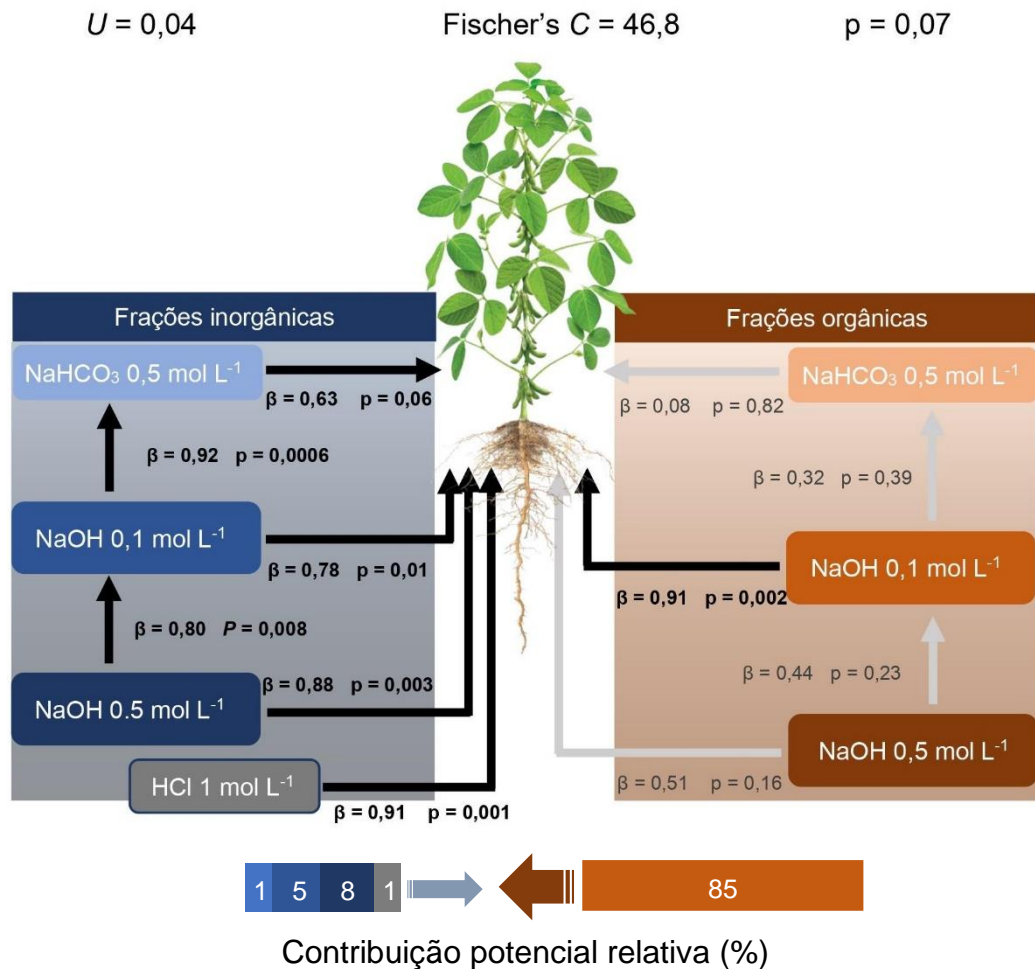 U = 0,04 Fischer's C = 46,8 p = 0,07
Frações inorgânicas
NaHCO₃ 0,5 mol L⁻¹
β = 0,63 p = 0,06
β = 0,92 p = 0,0006
NaOH 0,1 mol L⁻¹
β = 0,78 p = 0,01
β = 0,80 P = 0,008
β = 0,88 p = 0,003
NaOH 0.5 mol L⁻¹
HCl 1 mol L⁻¹
β = 0,91 p = 0,001
Frações orgânicas
NaHCO₃ 0,5 mol L⁻¹
β = 0,08 p = 0,82
β = 0,32 p = 0,39
NaOH 0,1 mol L⁻¹
β = 0,91 p = 0,002
β = 0,44 p = 0,23
NaOH 0,5 mol L⁻¹
β = 0,51 p = 0,16
1 5 8 1 85
Contribuição potencial relativa (%)